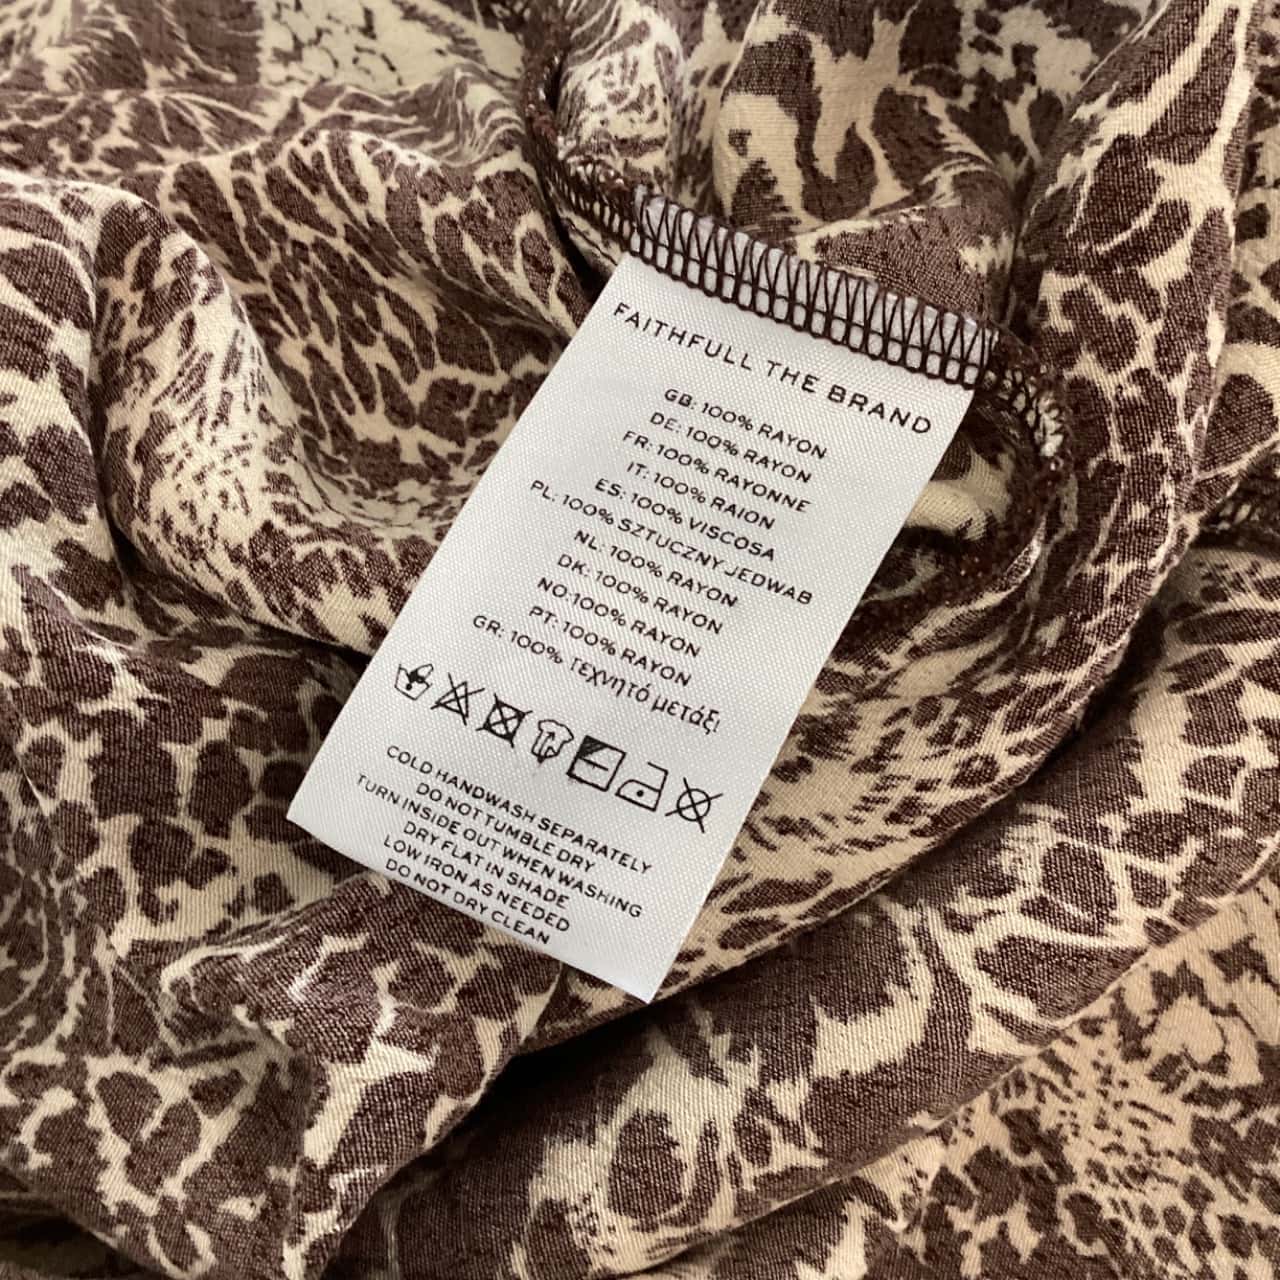 FAITHFULL THE BRAND
GB: 100% RAYON
DE: 100% RAYON
FR: 100% RAYONNE
IT: 100% RAION
ES: 100% VISCOSA
PL: 100% SZTUCZNY JEDWAB
NL: 100% RAYON
DK: 100% RAYON
NO:100% RAYON
PT: 100% RAYON
GR: 100% τεχνητό μετάξι
COLD HANDWASH SEPARATELY
DO NOT TUMBLE DRY
TURN INSIDE OUT WHEN WASHING
DRY FLAT IN SHADE
LOW IRON AS NEEDED
DO NOT DRY CLEAN